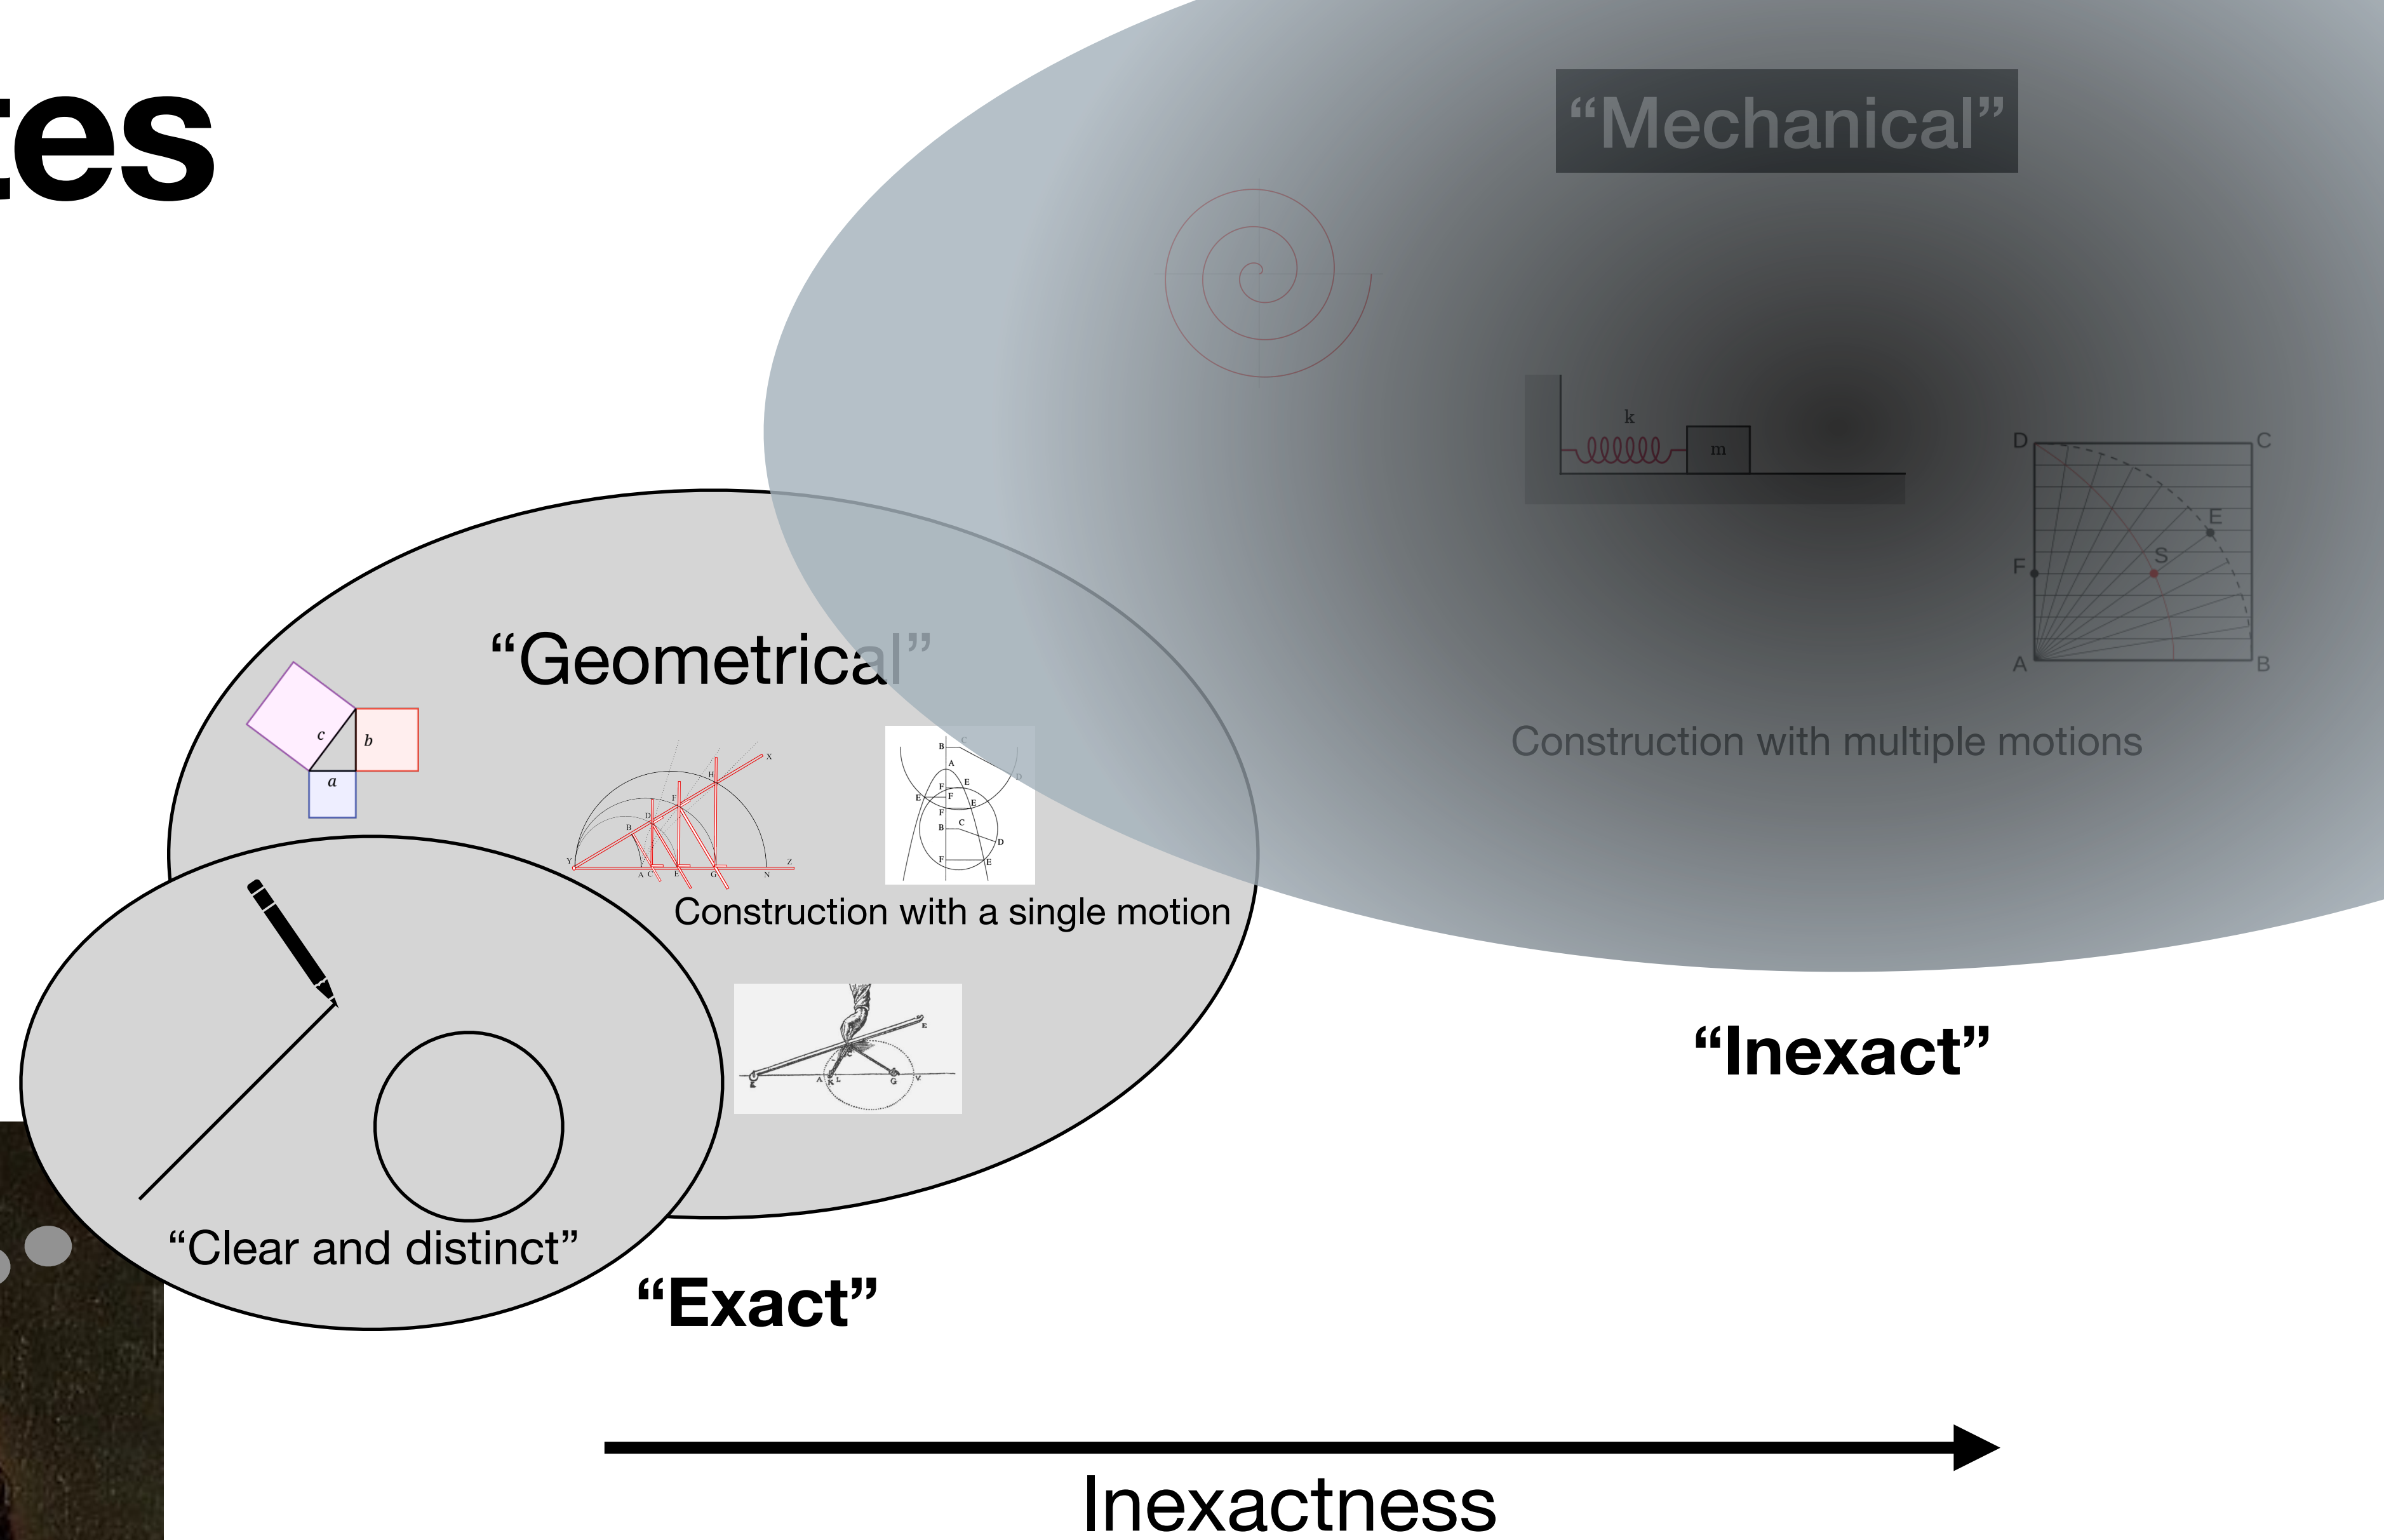 tes
“Mechanical”
k
m
D
C
E
S
F
A
B
“Geometrical”
c
b
a
Construction with multiple motions
X
H
F
D
B
Y
A
C
E
G
N
Z
B
C
A
D
F
E
E
F
E
F
B
C
D
F
E
Construction with a single motion
E
A
K
L
G
V
“Inexact”
“Clear and distinct”
“Exact”
Inexactness